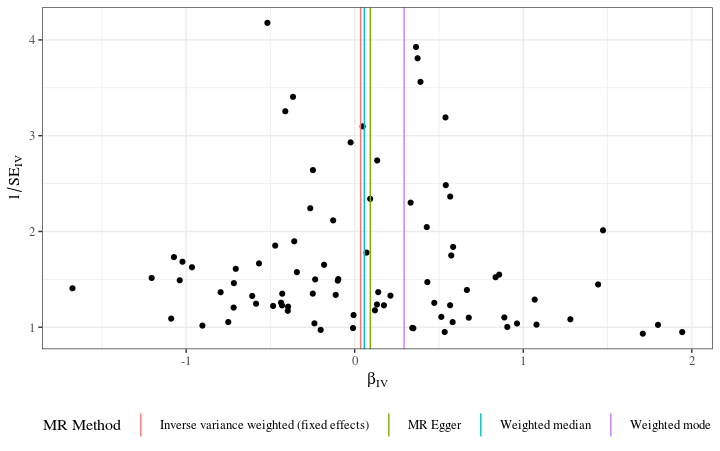 4
3
2
1
1/SE_IV
-1
0
1
2
β_IV
MR Method
Inverse variance weighted (fixed effects)
MR Egger
Weighted median
Weighted mode